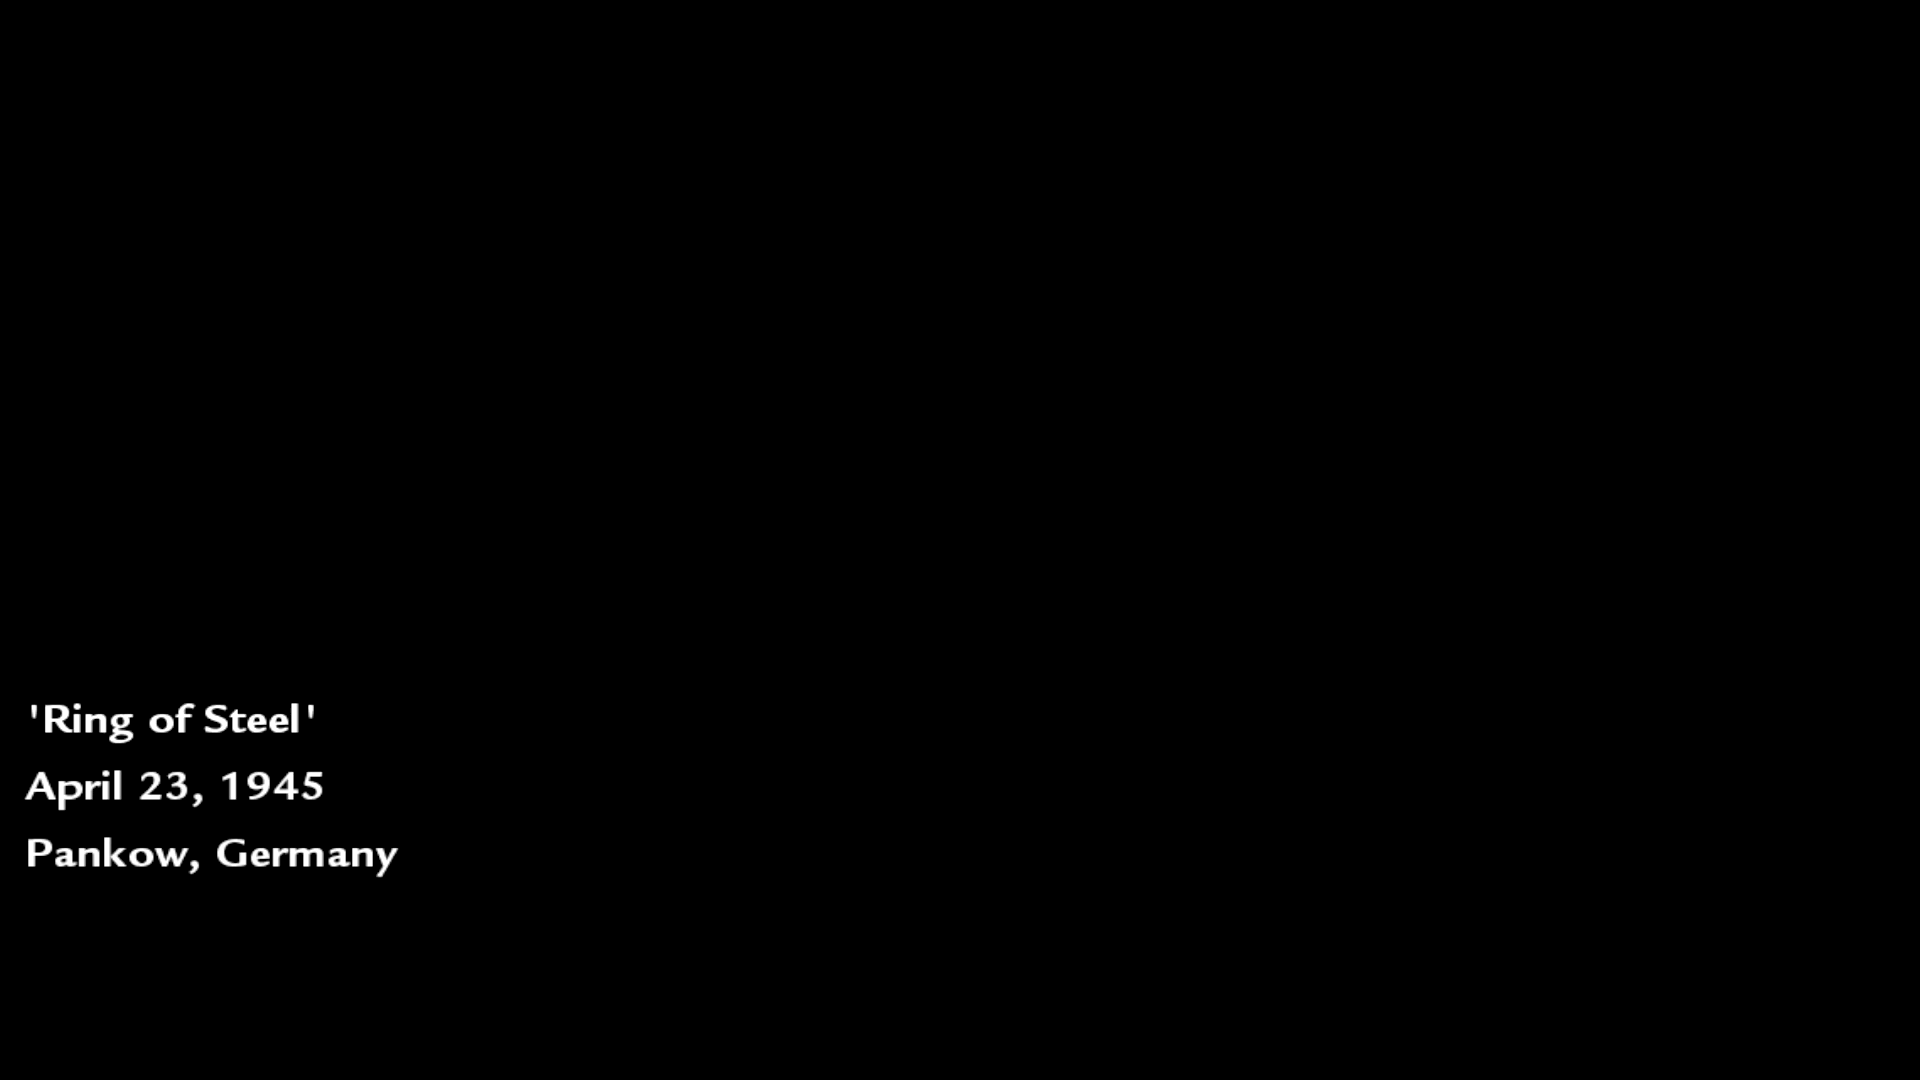 'Ring of Steel'
April 23, 1945
Pankow, Germany